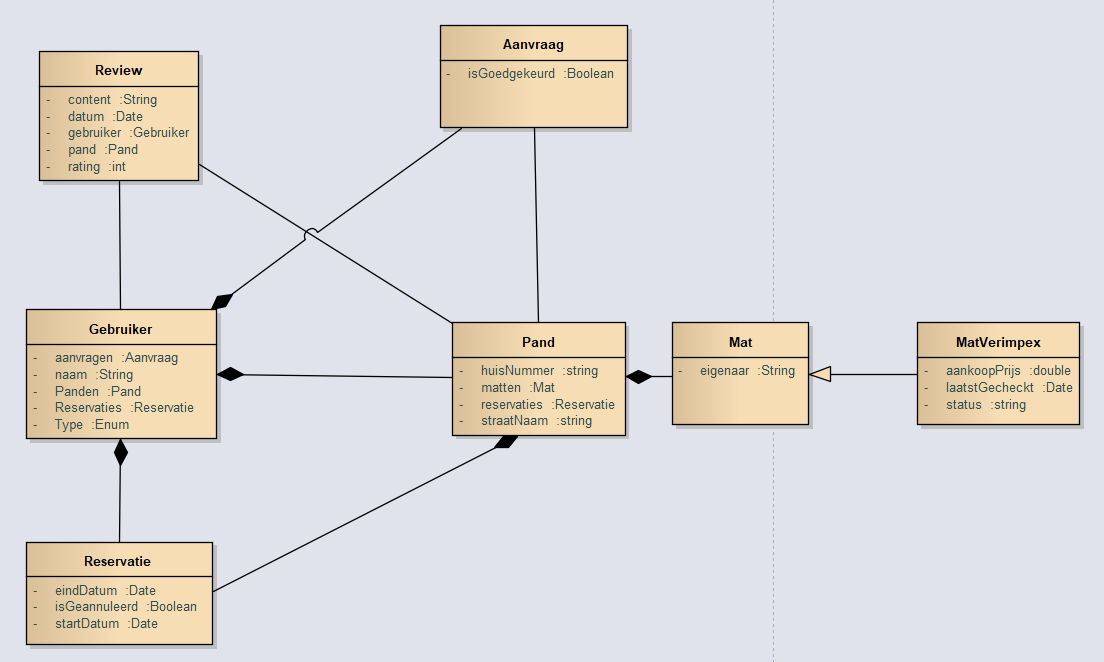 Review
- content :String
- datum :Date
- gebruiker :Gebruiker
- pand :Pand
- rating :int
Aanvraag
- isGoedgekeurd :Boolean
Gebruiker
- aanvragen :Aanvraag
- naam :String
- Panden :Pand
- Reservaties :Reservatie
- Type :Enum
Pand
- huisNummer :string
- matten :Mat
- reservaties :Reservatie
- straatNaam :string
Mat
- eigenaar :String
MatVerimpex
- aankoopPrijs :double
- laatstGecheckt :Date
- status :string
Reservatie
- eindDatum :Date
- isGeannuleerd :Boolean
- startDatum :Date